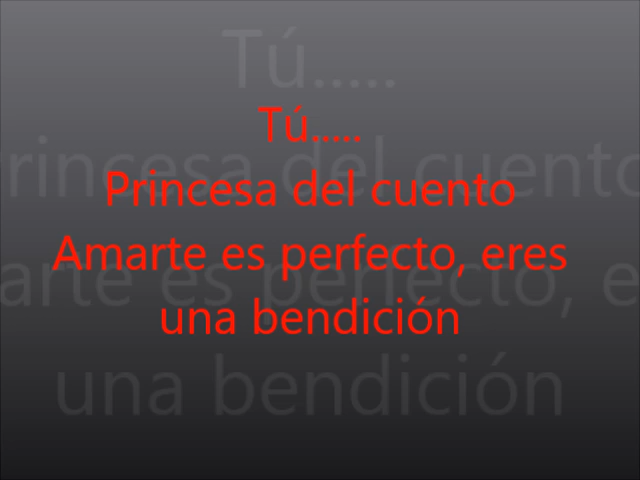 Tú.....
Princesa del cuento
Amarte es perfecto, eres
una bendición